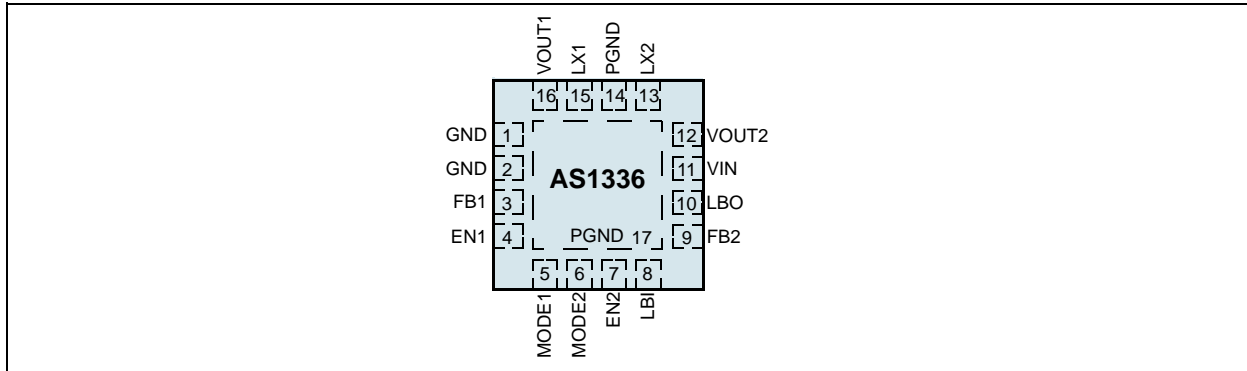 VOUT1
LX1
PGND
LX2
16 15 14 13
GND 1
12 VOUT2
GND 2
11 VIN
AS1336
FB1 3
10 LBO
EN1 4
PGND 17
9 FB2
5 6 7 8
MODE1
MODE2
EN2
LBI